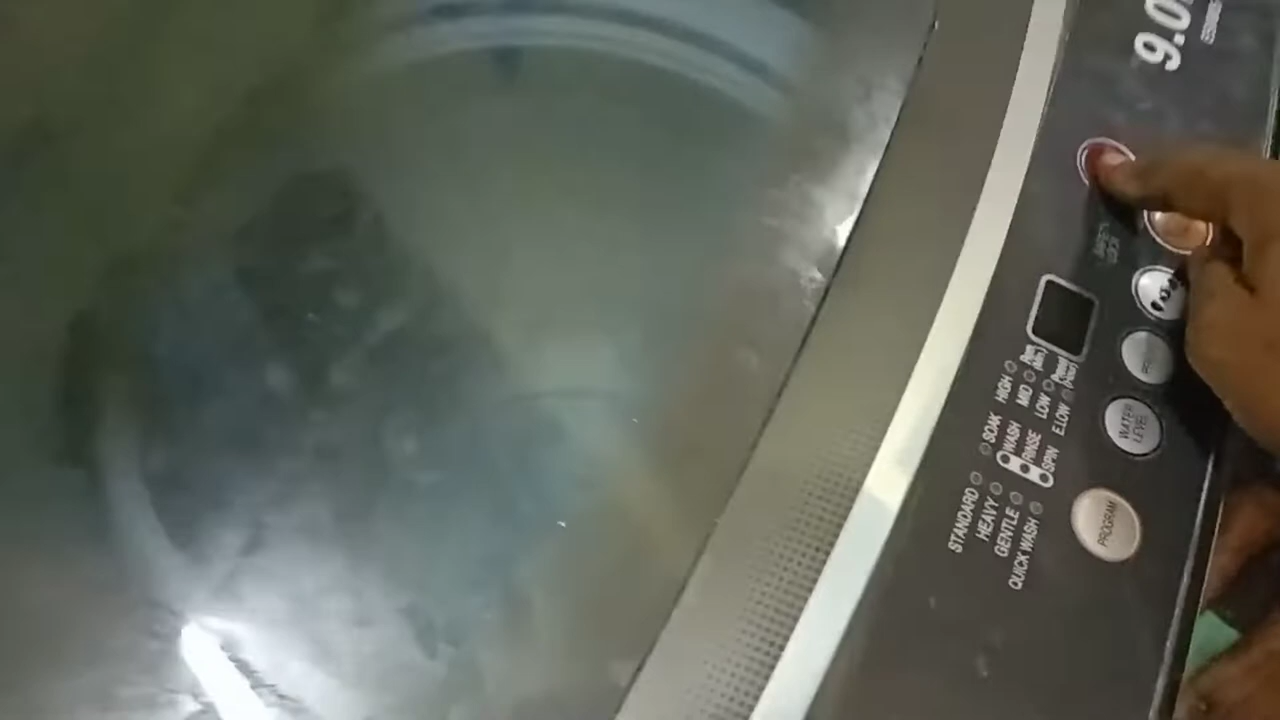 9.0
HIGH
MID
LOW
E.LOW
SOAK
WASH
RINSE
SPIN
STANDARD
HEAVY
GENTLE
QUICK WASH
WATER
LEVEL
PROGRAM